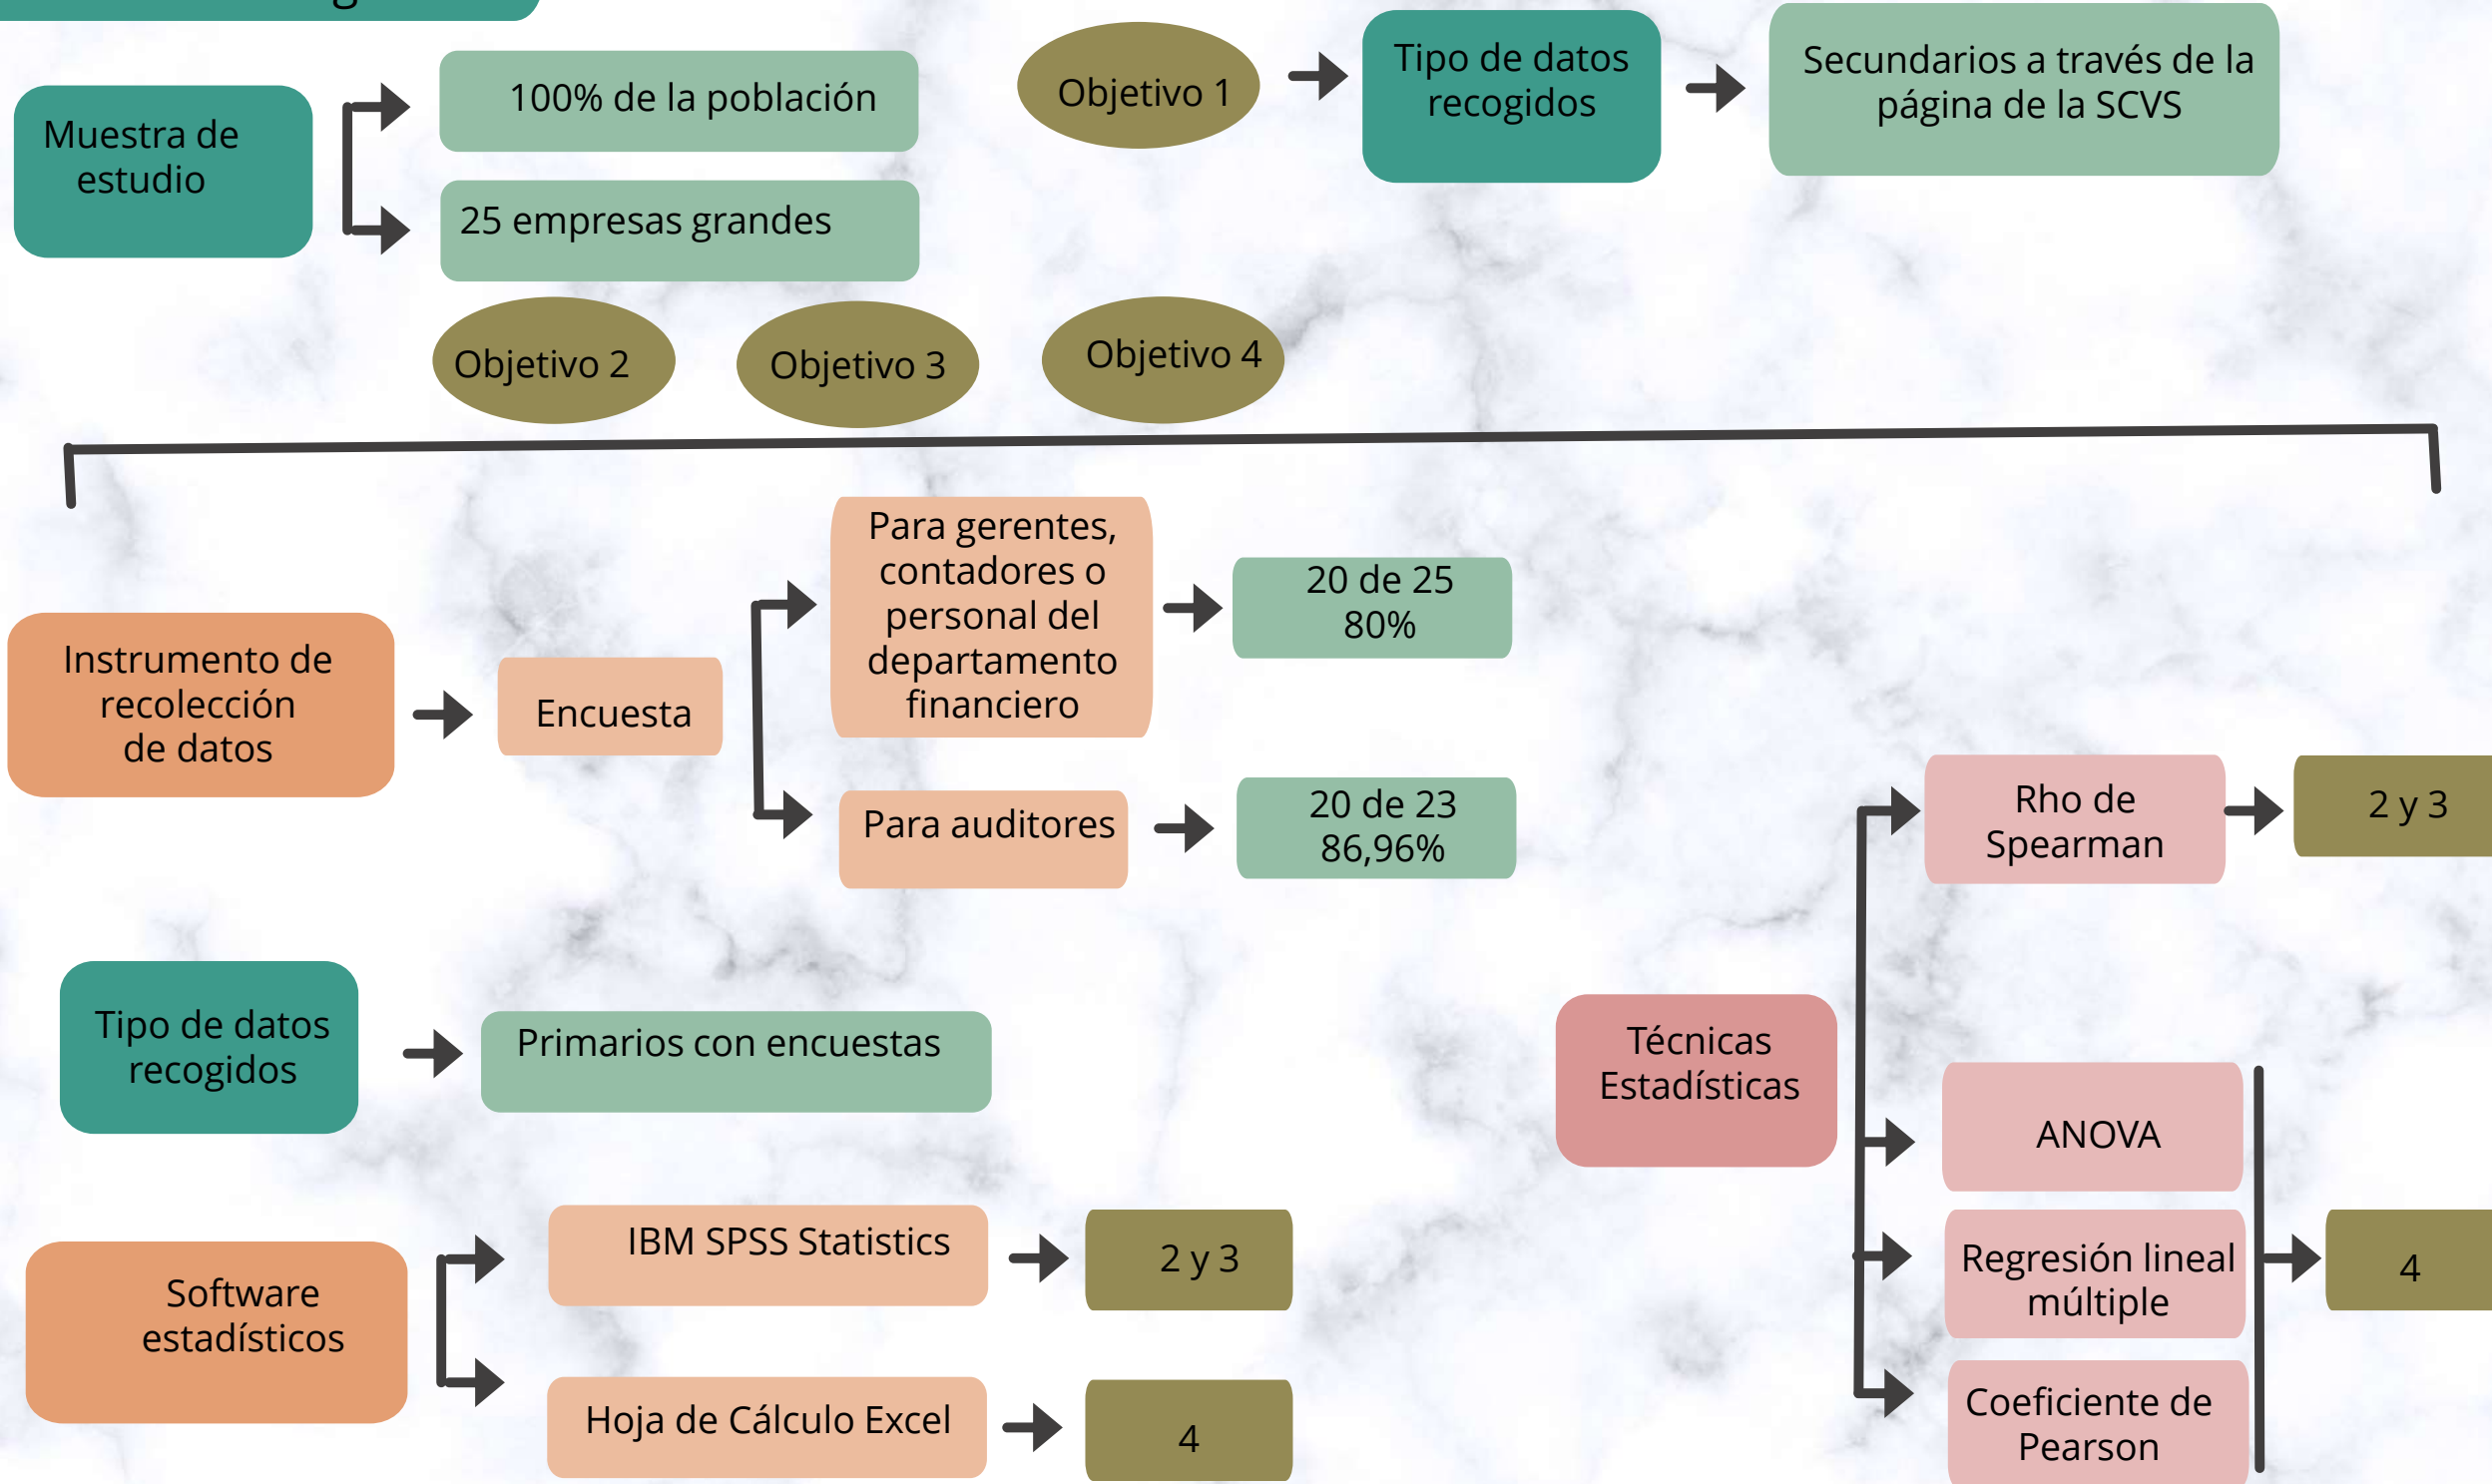 Muestra de
estudio
100% de la población
25 empresas grandes
Objetivo 1
Tipo de datos
recogidos
Secundarios a través de la
página de la SCVS
Objetivo 2
Objetivo 3
Objetivo 4
Instrumento de
recolección
de datos
Encuesta
Para gerentes,
contadores o
personal del
departamento
financiero
20 de 25
80%
Para auditores
20 de 23
86,96%
Tipo de datos
recogidos
Primarios con encuestas
Software
estadísticos
IBM SPSS Statistics
2 y 3
Hoja de Cálculo Excel
4
Técnicas
Estadísticas
Rho de
Spearman
2 y 3
ANOVA
Regresión lineal
múltiple
Coeficiente de
Pearson
4